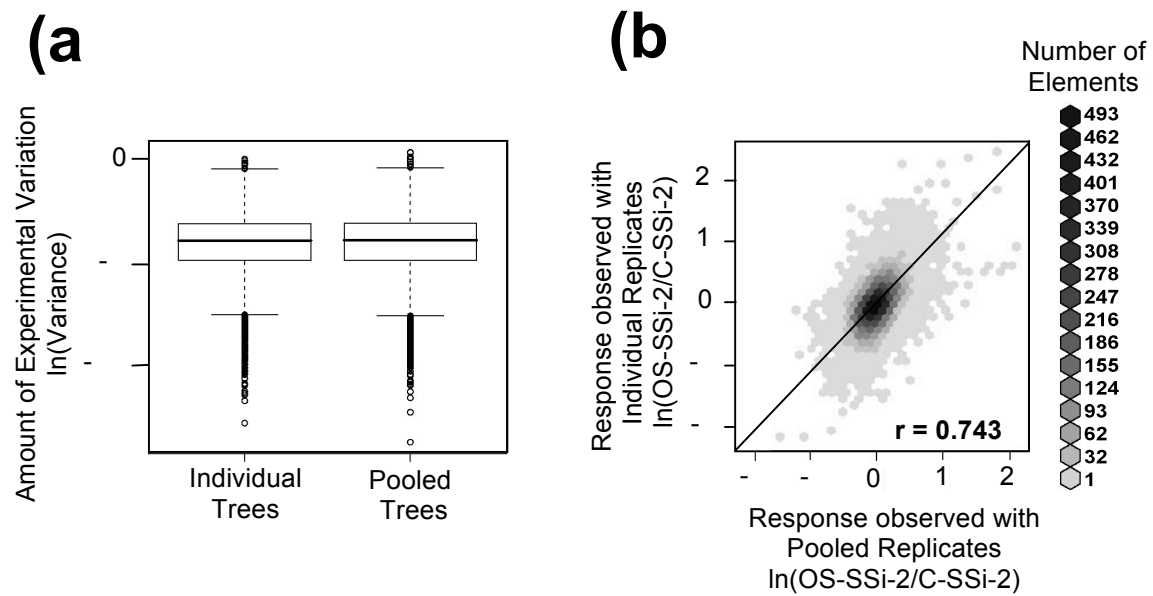 (a
Amount of Experimental Variation
ln(Variance)
0
-
-
Individual
Trees
Pooled
Trees
(b
Response observed with
Individual Replicates
ln(OS-SSi-2/C-SSi-2)
2
1
0
-
-
r = 0.743
-
-
0
1
2
Response observed with
Pooled Replicates
ln(OS-SSi-2/C-SSi-2)
Number of
Elements
493
462
432
401
370
339
308
278
247
216
186
155
124
93
62
32
1